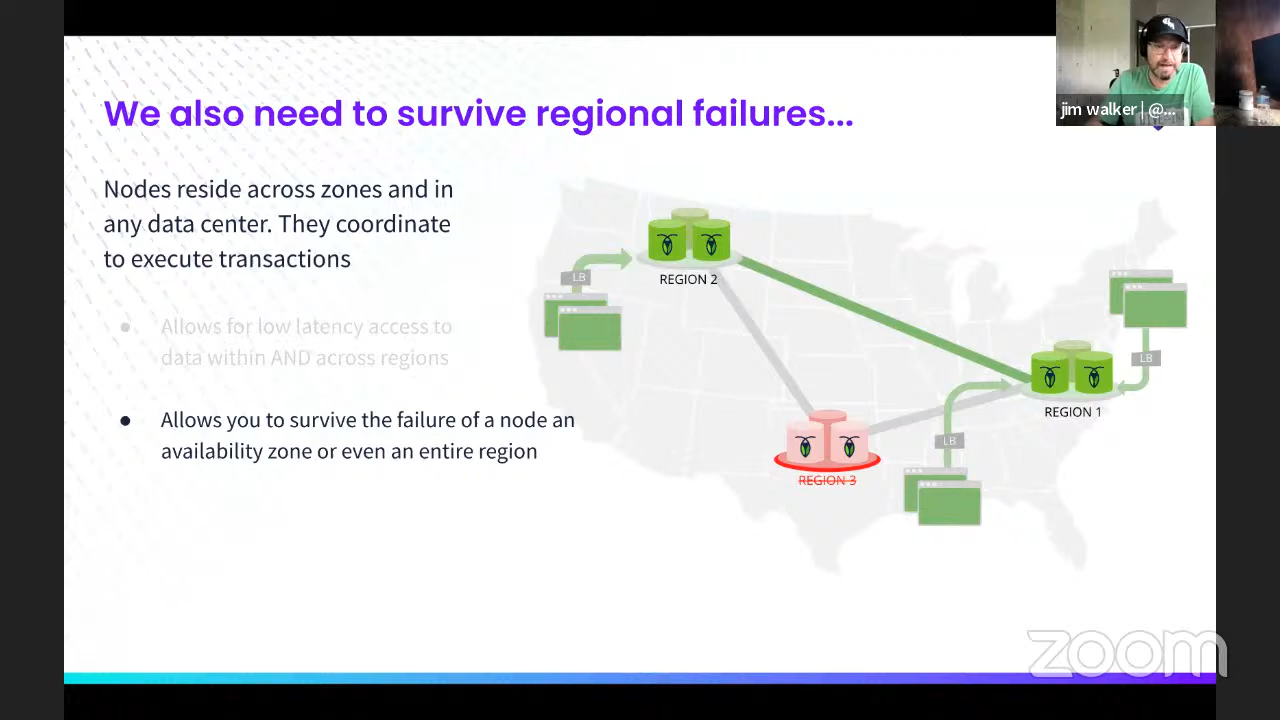 We also need to survive regional failures...
jim walker | @...
Nodes reside across zones and in
any data center. They coordinate
to execute transactions
Allows for low latency access to
data within AND across regions
Allows you to survive the failure of a node an
availability zone or even an entire region
LB
REGION 2
LB
REGION 1
LB
REGION 3
zoom